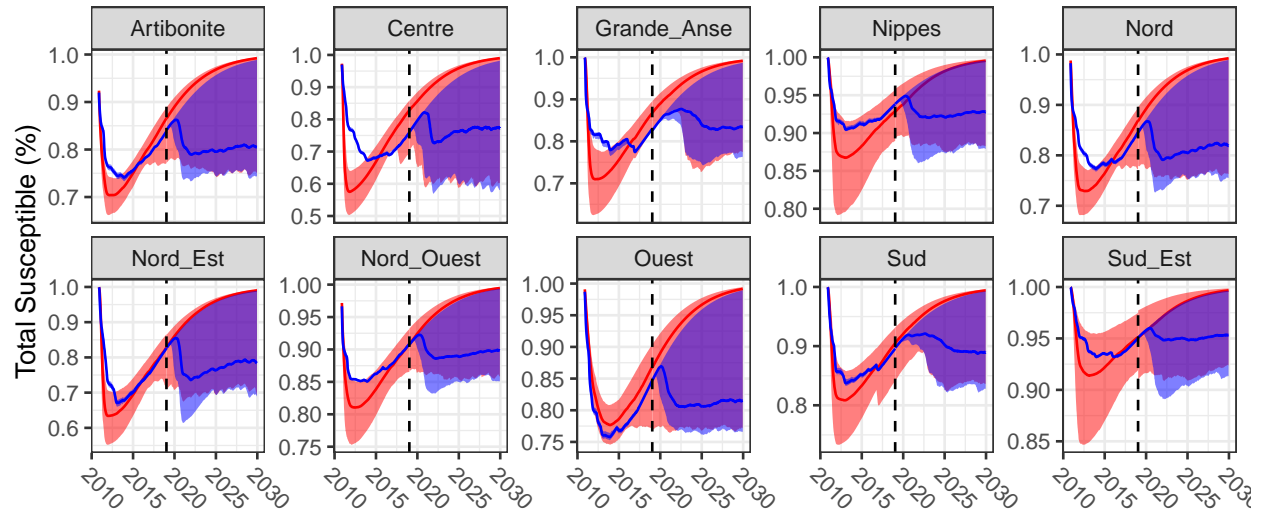 Artibonite Centre Grande_Anse Nippes Nord
1.0 1.0 1.0 1.00 1.0
0.9 0.9 0.9 0.95 0.9
0.8 0.8 0.8 0.90 0.8
0.7 0.7 0.7 0.85 0.7
0.6 0.80
0.5
Nord_Est Nord_Ouest Ouest Sud Sud_Est
1.0 1.00 1.00 1.0 1.00
0.9 0.95 0.95 0.9 0.95
0.8 0.90 0.90 0.8 0.90
0.7 0.85 0.85 0.85
0.6 0.80 0.80
0.75 0.75
Total Susceptible (%)
2010 2015 2020 2025 2030 2010 2015 2020 2025 2030 2010 2015 2020 2025 2030 2010 2015 2020 2025 2030 2010 2015 2020 2025 2030